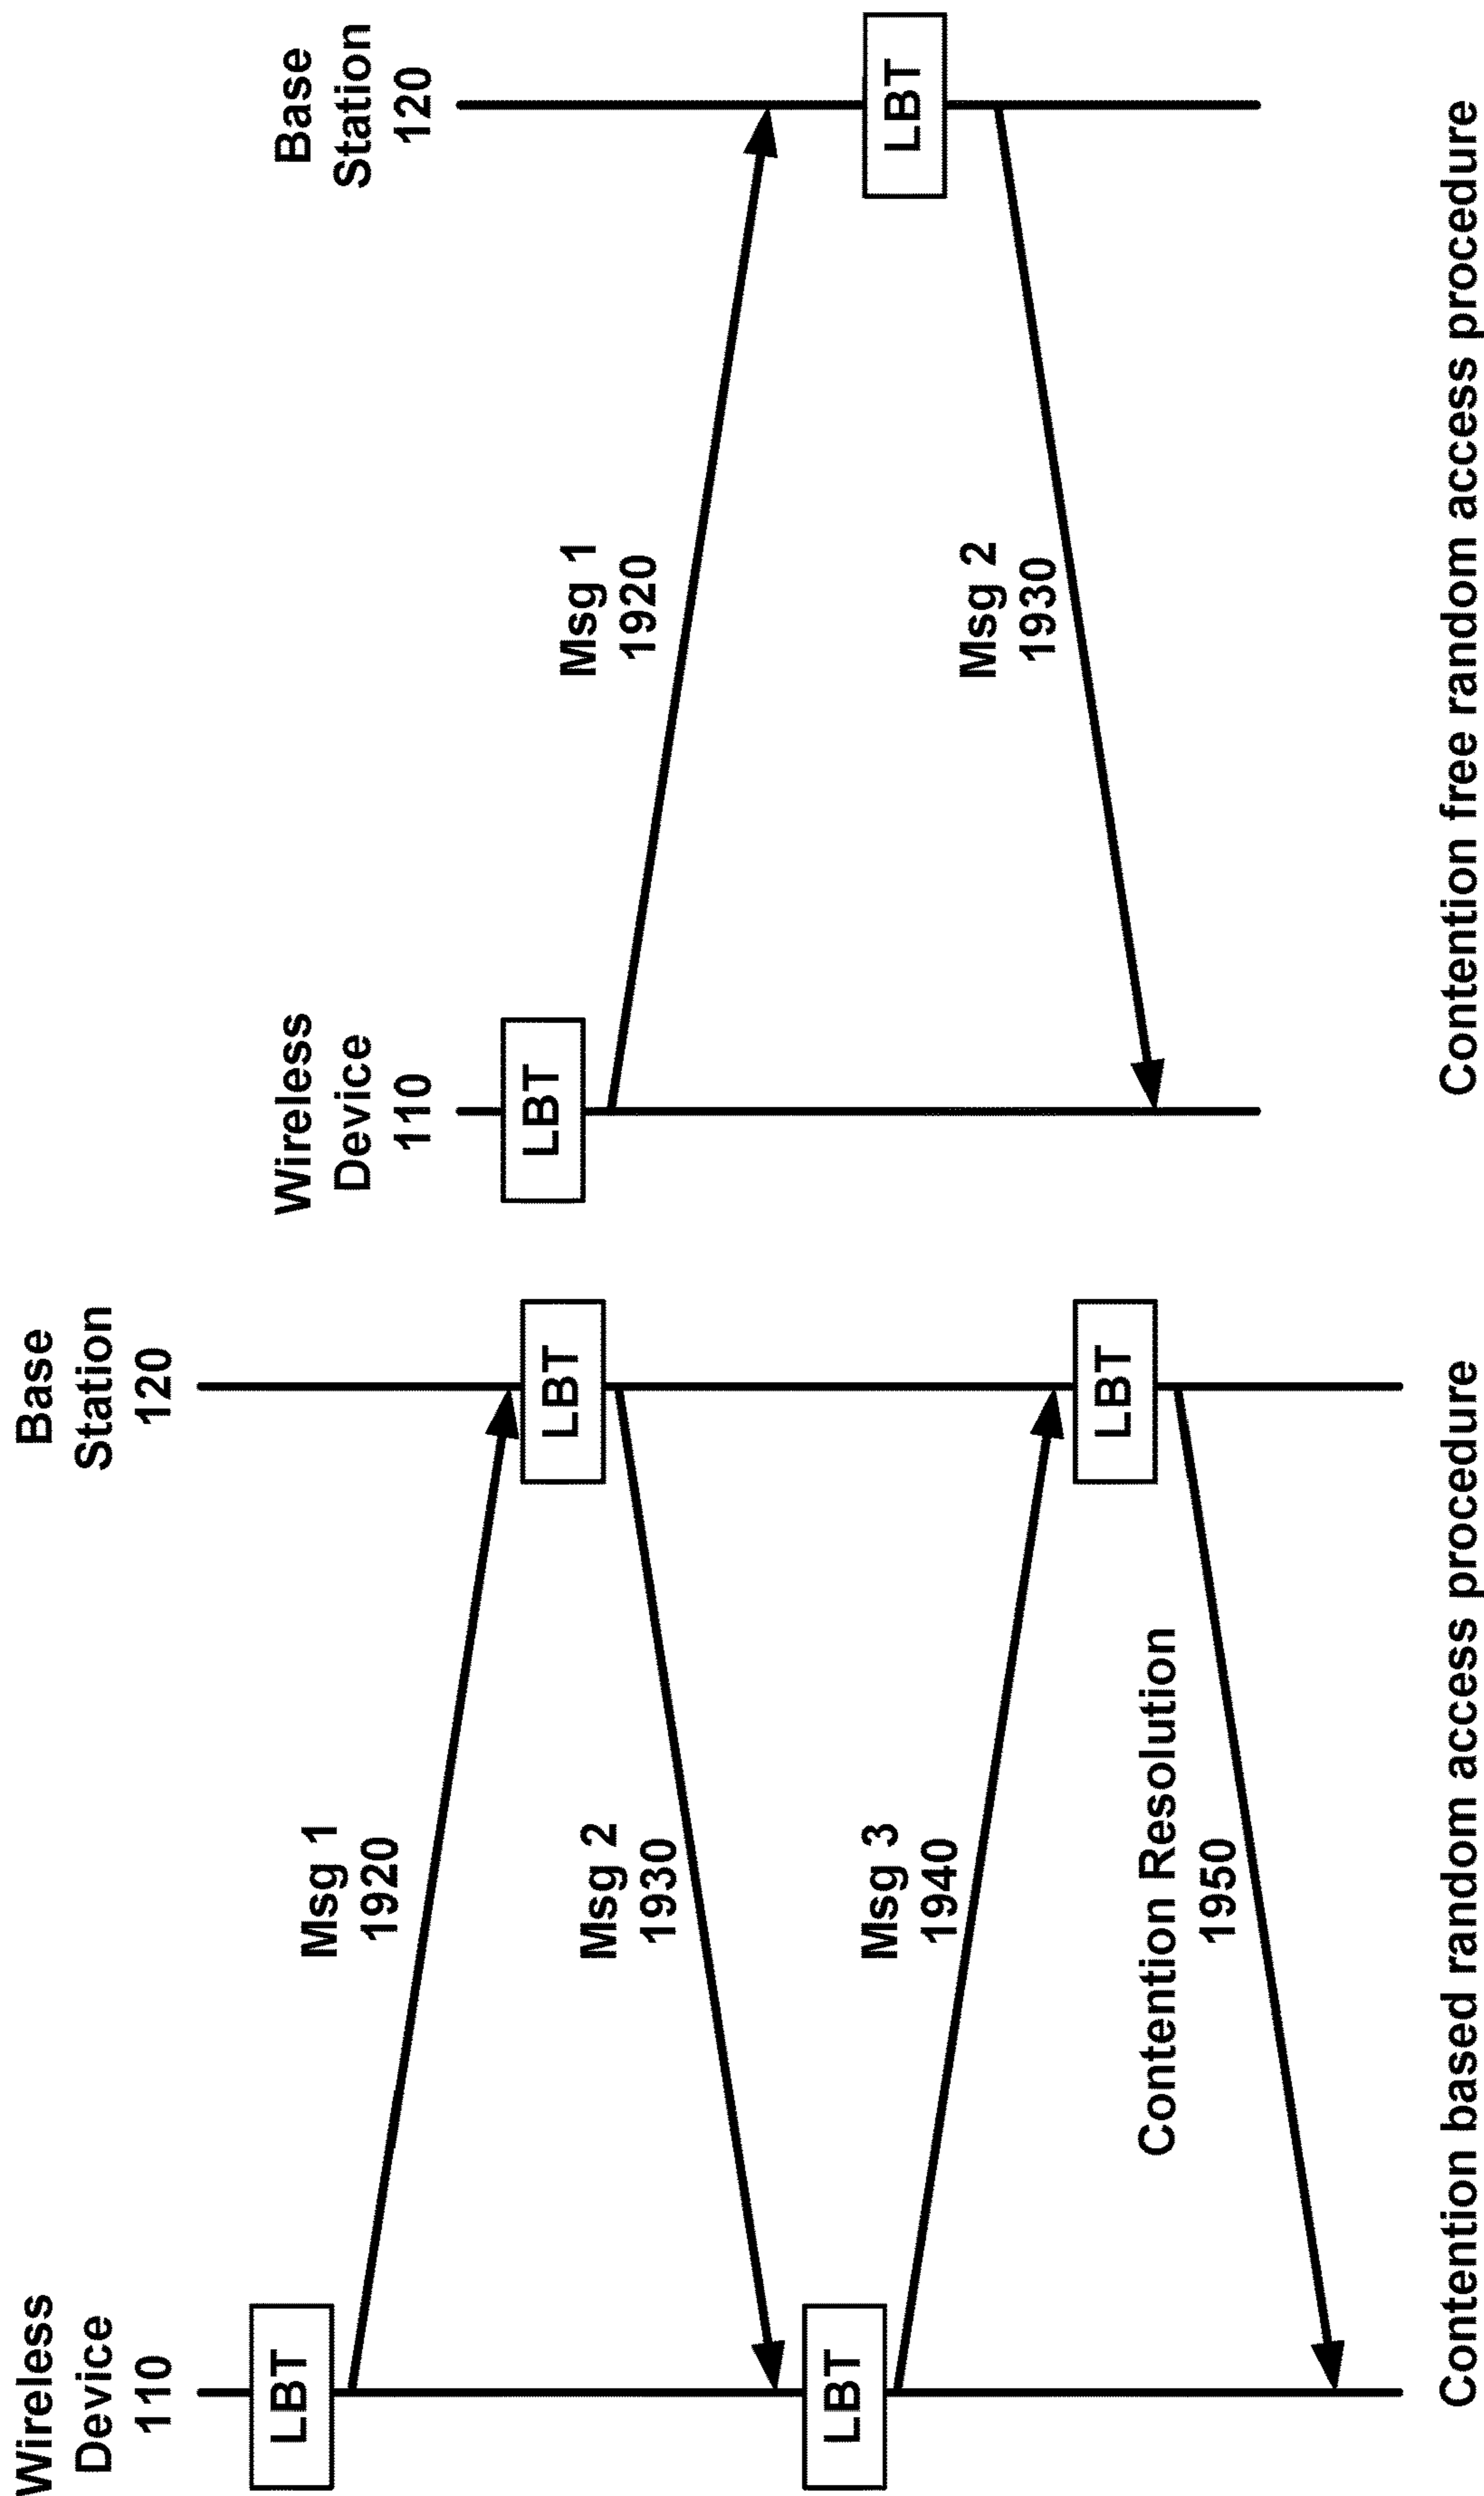 Wireless
Device
110
Base
Station
120
LBT
Msg 1
1920
LBT
Msg 2
1930
LBT
Msg 3
1940
LBT
Contention Resolution
1950
Contention based random access procedure
Wireless
Device
110
Base
Station
120
LBT
Msg 1
1920
LBT
Msg 2
1930
Contention free random access procedure